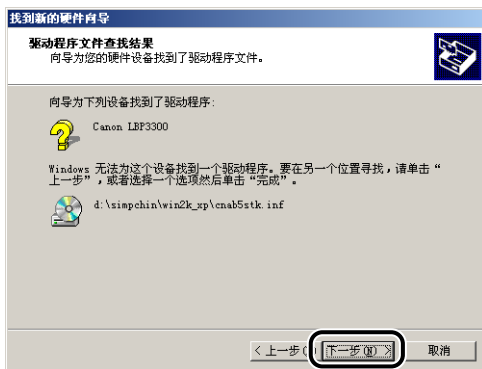 找到新的硬件向导
驱动程序文件查找结果
向导为您的硬件设备找到了驱动程序文件。
向导为下列设备找到了驱动程序:
Canon LBP3300
Windows 无法为这个设备找到一个驱动程序。要在另一个位置寻找，请单击“
上一步”，或者选择一个选项然后单击“完成”。
d:\simpchin\win2k_xp\cnab5stk.inf
< 上一步( 下一步(N) > 取消